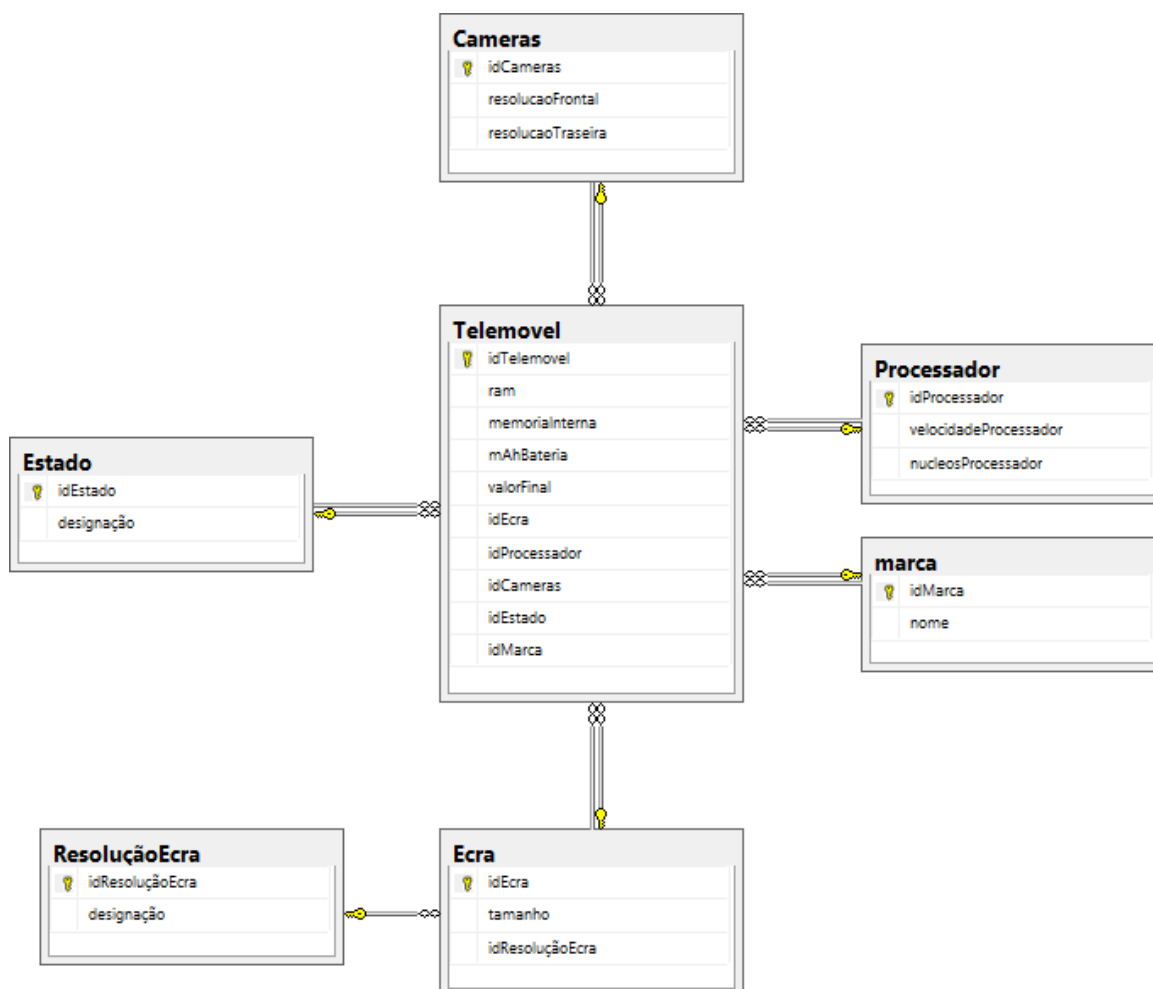 Cameras
idCameras
resolucaoFrontal
resolucaoTraseira
Telemovel
idTelemovel
ram
memoriaInterna
mAhBateria
valorFinal
idEcra
idProcessador
idCameras
idEstado
idMarca
Processador
idProcessador
velocidadeProcessador
nucleosProcessador
Estado
idEstado
designação
marca
idMarca
nome
ResoluçãoEcra
idResoluçãoEcra
designação
Ecra
idEcra
tamanho
idResoluçãoEcra